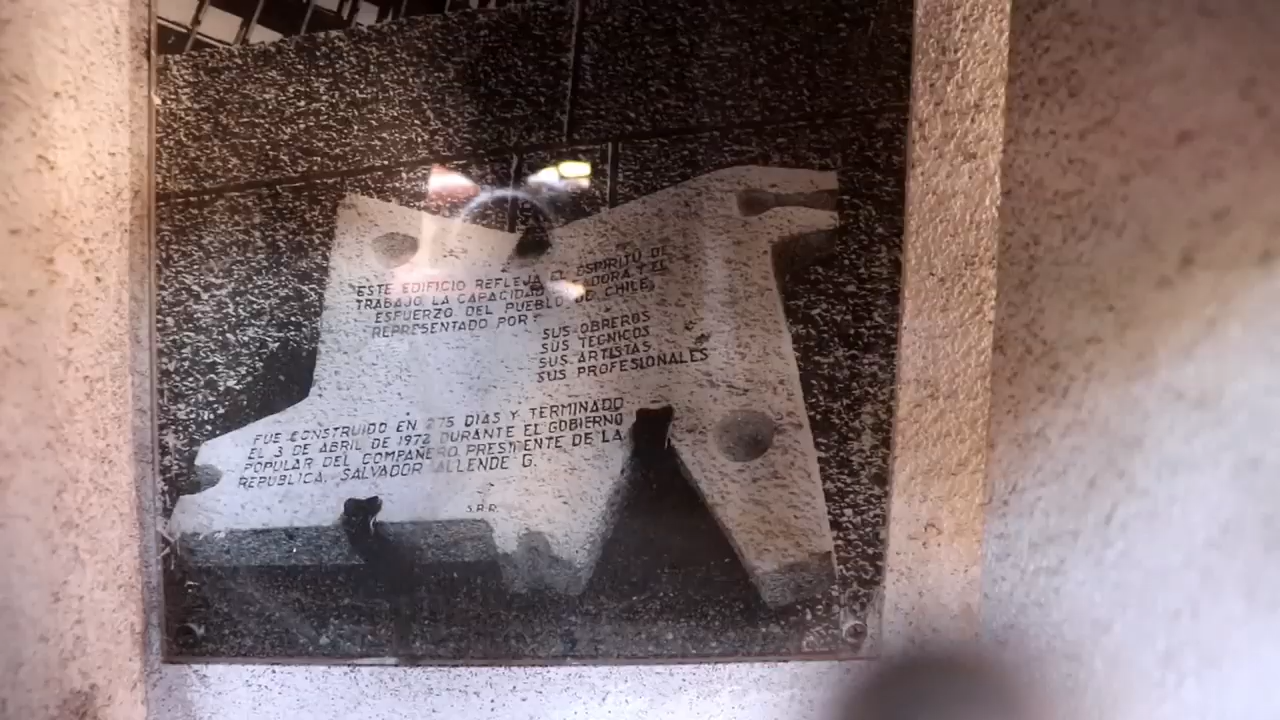 ESTE EDIFICIO REFLEJA EL ESPIRITU DE
TRABAJO, LA CAPACIDAD DORA Y EL
ESFUERZO DEL PUEBLO DE CHILE,
REPRESENTADO POR:
SUS OBREROS
SUS TECNICOS
SUS ARTISTAS
SUS PROFESIONALES
FUE CONSTRUIDO EN 275 DIAS Y TERMINADO
EL 3 DE ABRIL DE 1972 DURANTE EL GOBIERNO
POPULAR DEL COMPAÑERO PRESIDENTE DE LA
REPUBLICA, SALVADOR ALLENDE G.